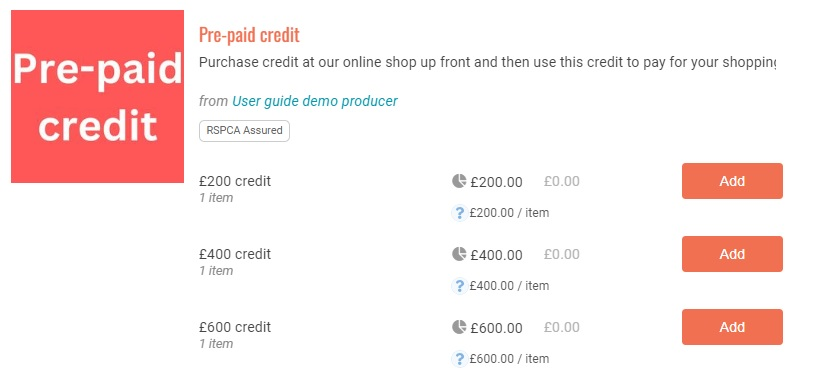 Pre-paid
credit
Pre-paid credit
Purchase credit at our online shop up front and then use this credit to pay for your shopping
from User guide demo producer
RSPCA Assured
£200 credit £200.00 £0.00 Add
1 item
? £200.00 / item
£400 credit £400.00 £0.00 Add
1 item
? £400.00 / item
£600 credit £600.00 £0.00 Add
1 item
? £600.00 / item